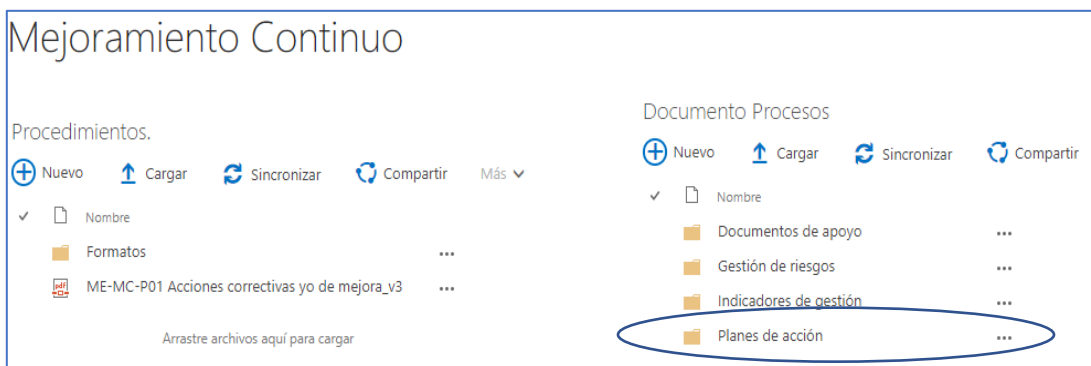 Mejoramiento Continuo
Procedimientos.
Nuevo Cargar Sincronizar Compartir Más
Nombre
Formatos ...
pdf ME-MC-P01 Acciones correctivas yo de mejora_v3 ...
Arrastre archivos aquí para cargar
Documento Procesos
Nuevo Cargar Sincronizar Compartir
Nombre
Documentos de apoyo ...
Gestión de riesgos ...
Indicadores de gestión ...
Planes de acción ...